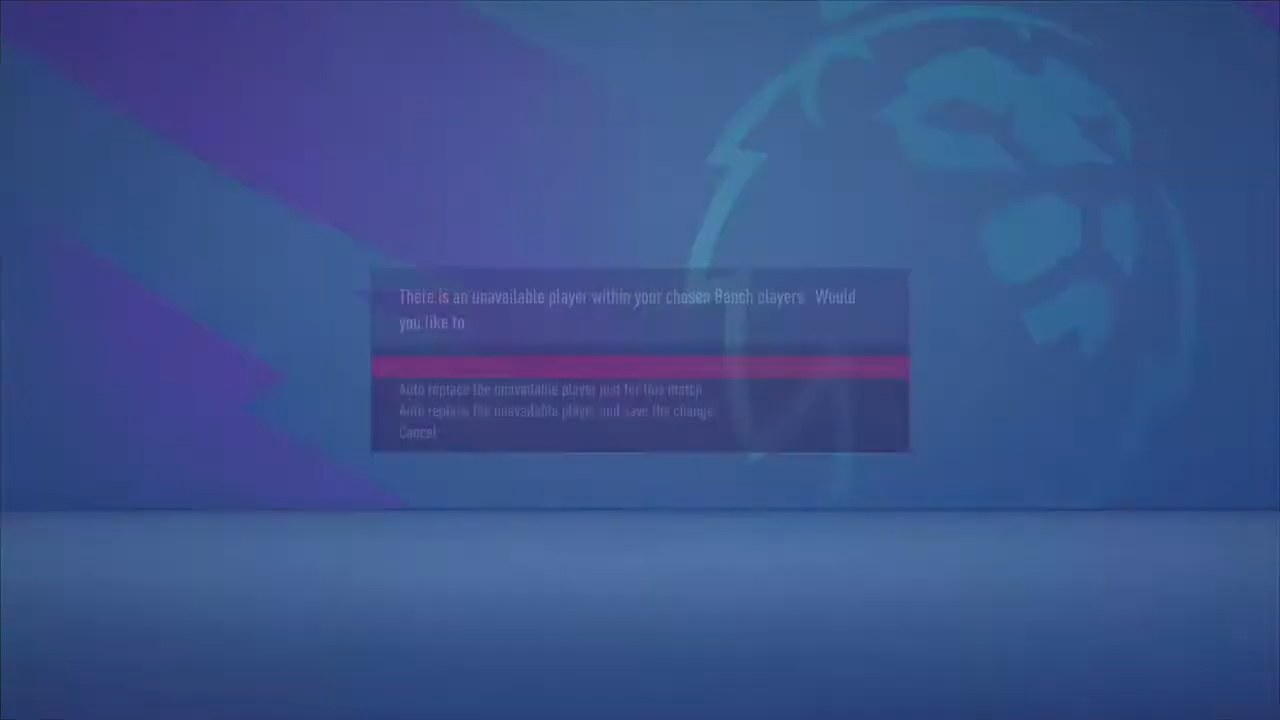 There is an unavailable player within your chosen Bench players. Would
you like to
Auto replace the unavailable player just for this match
Auto replace the unavailable player and save the change
Cancel